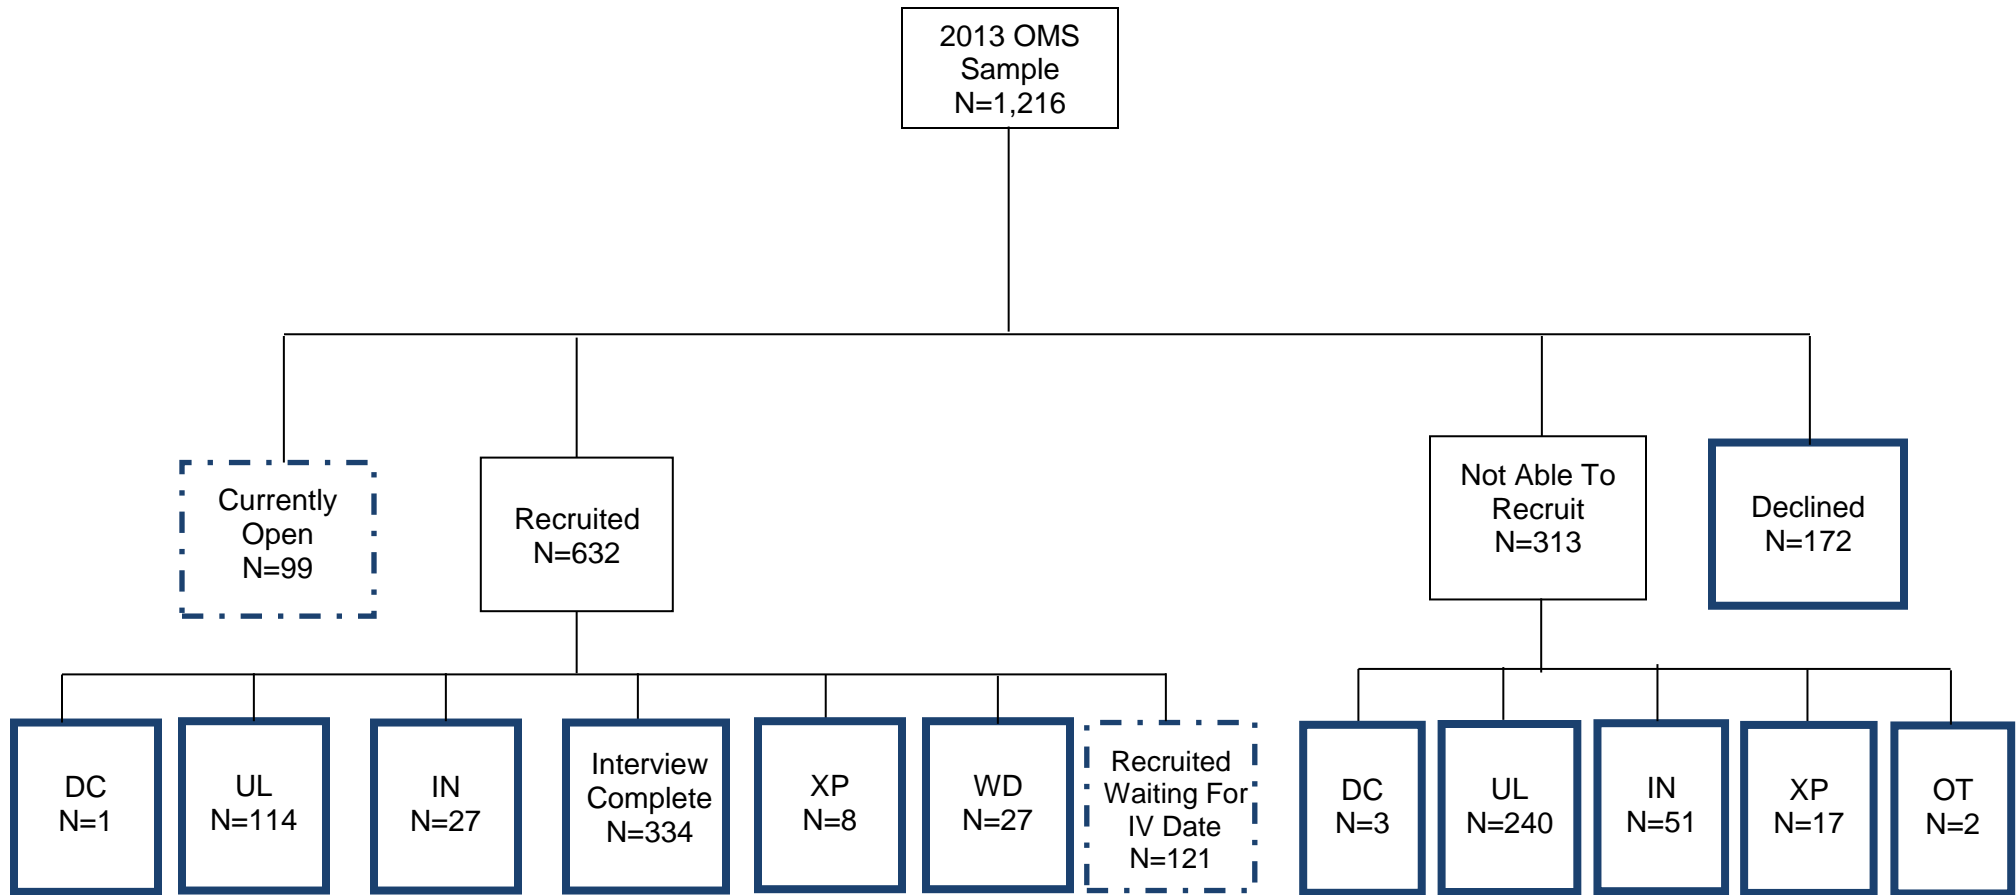 2013 OMS
Sample
N=1,216
Currently
Open
N=99
Recruited
N=632
Not Able To
Recruit
N=313
Declined
N=172
DC
N=1
UL
N=114
IN
N=27
Interview
Complete
N=334
XP
N=8
WD
N=27
Recruited
Waiting For
IV Date
N=121
DC
N=3
UL
N=240
IN
N=51
XP
N=17
OT
N=2